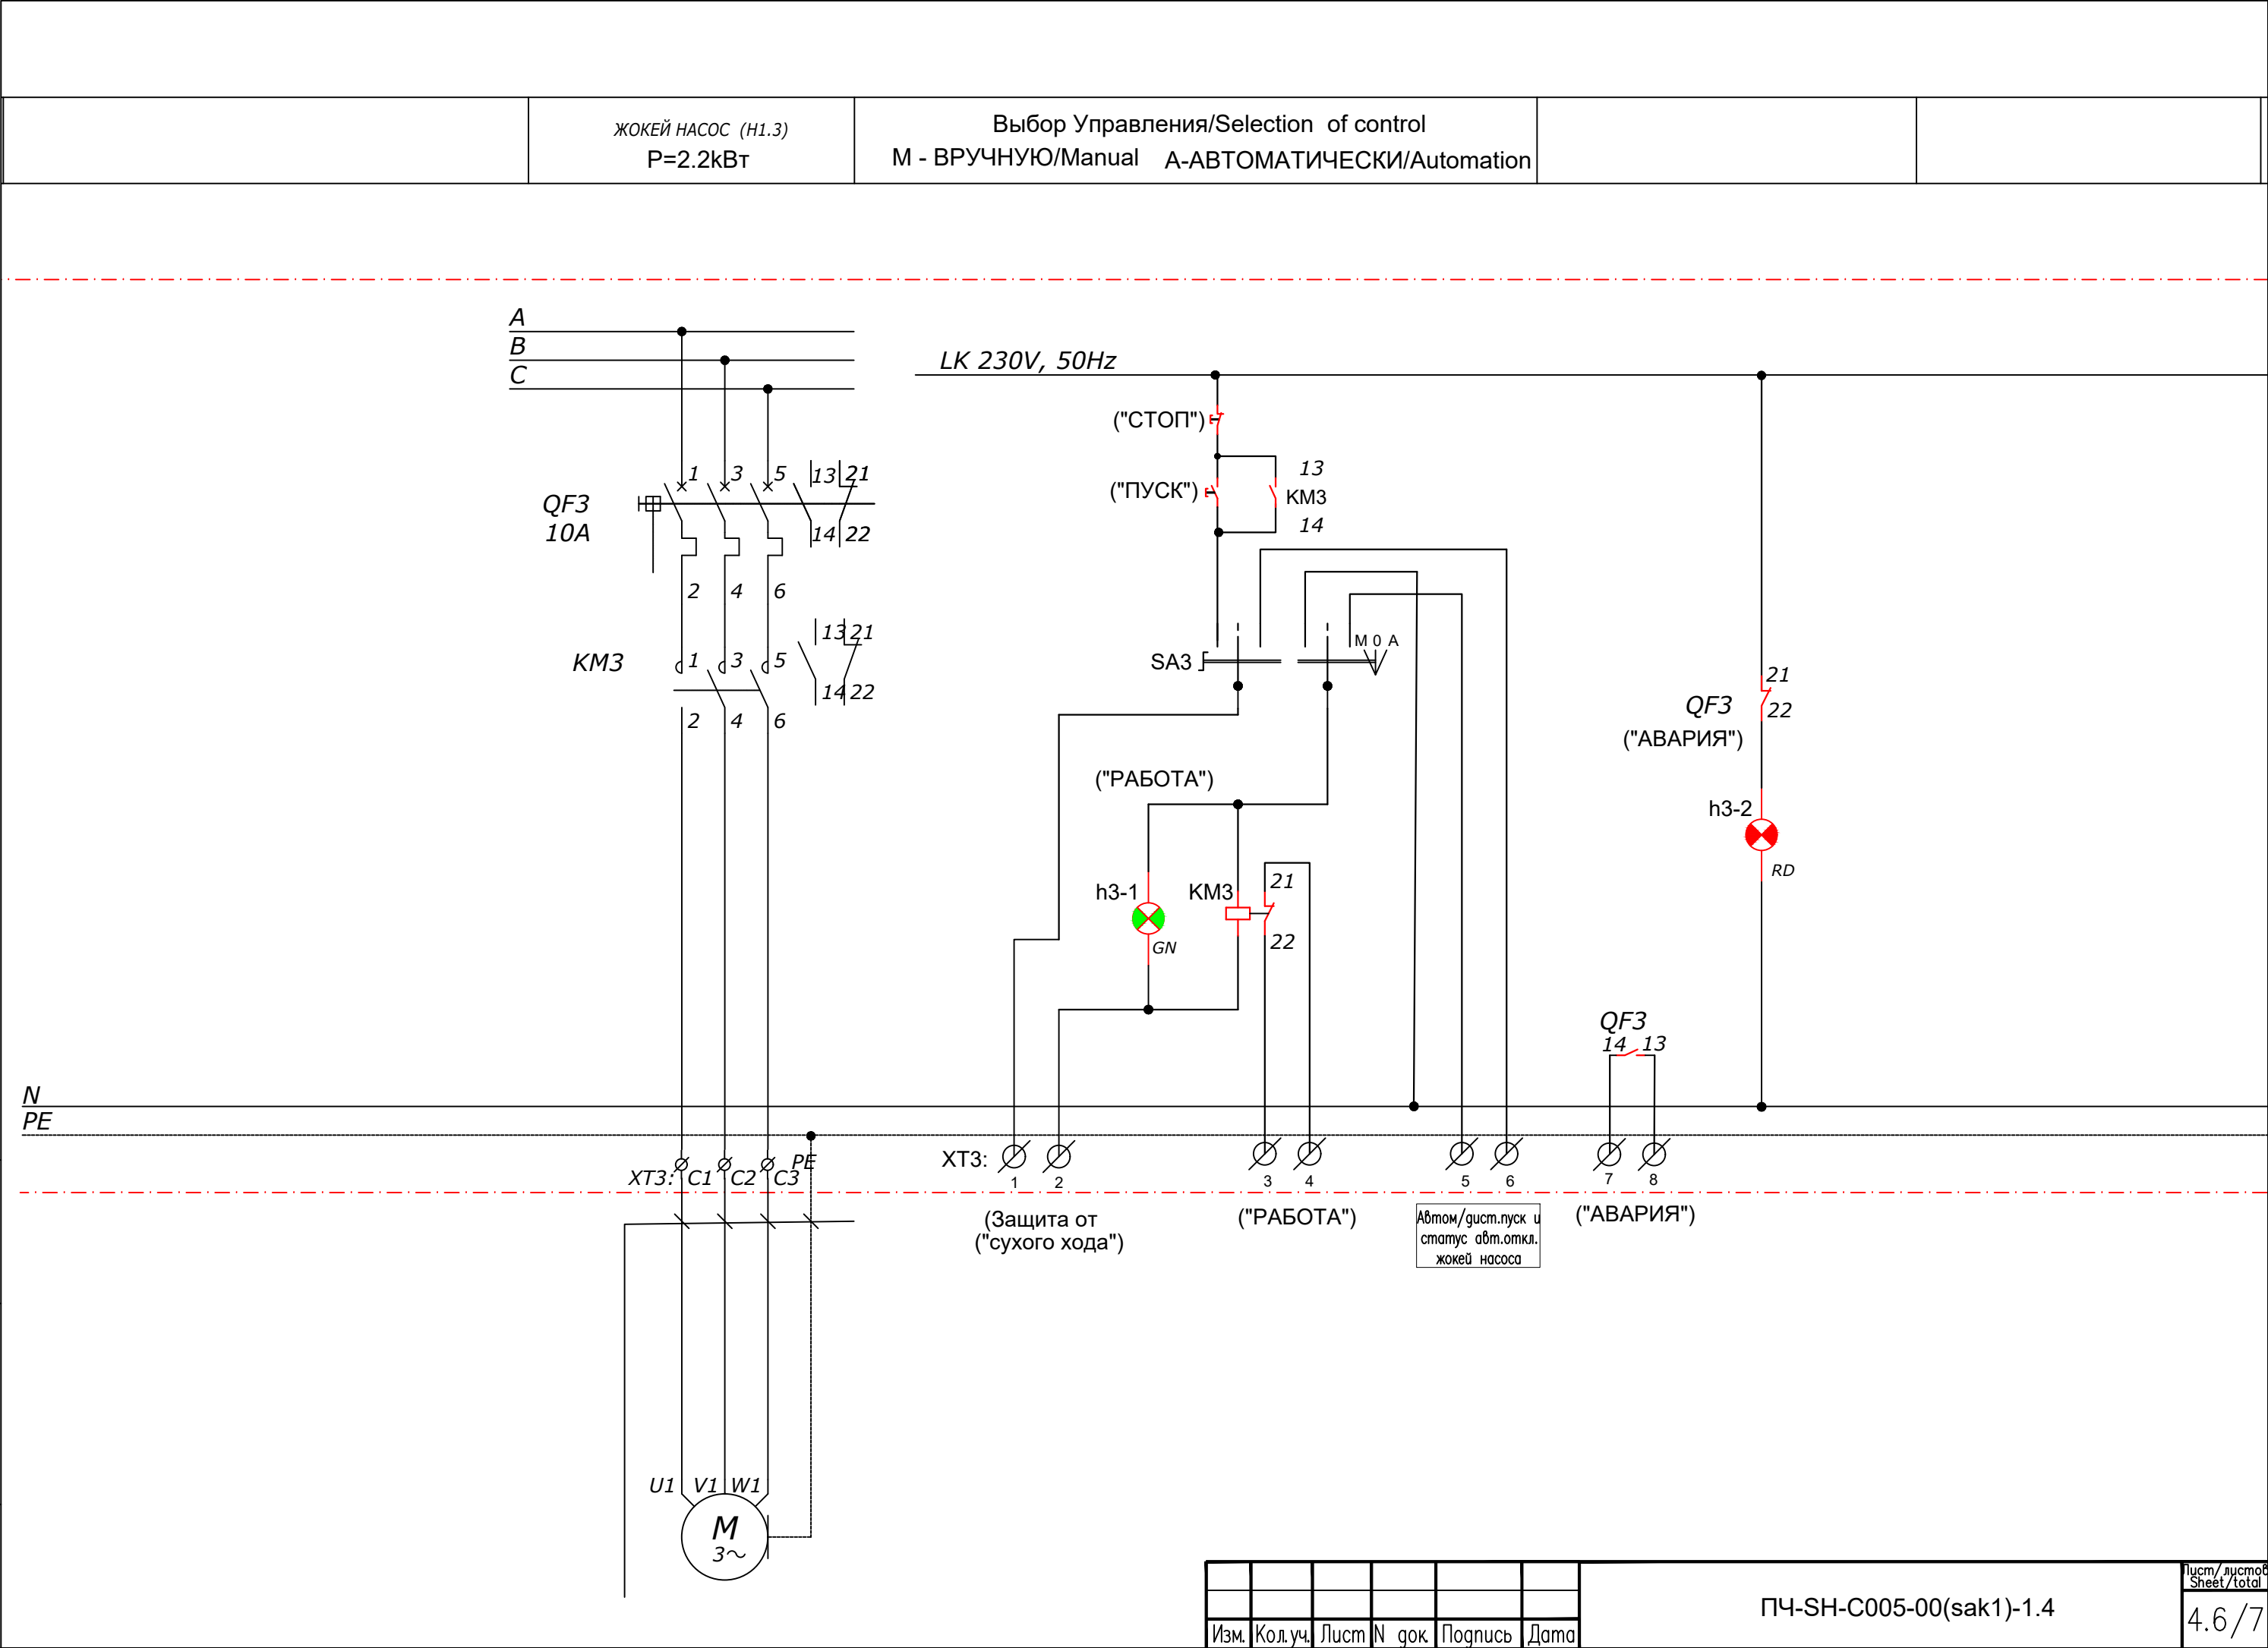 ЖОКЕЙ НАСОС (Н1.3)
P=2.2kВт
Выбор Управления/Selection of control
М - ВРУЧНУЮ/Manual А-АВТОМАТИЧЕСКИ/Automation
A
B
C
LK 230V, 50Hz
("СТОП")
("ПУСК")
13
KM3
14
QF3
10A
1 3 5 13 21
14 22
2 4 6
KM3
1 3 5 13 21
14 22
2 4 6
SA3
M 0 A
QF3
21
22
("АВАРИЯ")
("РАБОТА")
h3-2
RD
h3-1
GN
KM3
21
22
QF3
14 13
N
PE
XT3: C1 C2 C3 PE
XT3:
1 2 3 4 5 6 7 8
(Защита от
("сухого хода")
("РАБОТА")
Автом/дист.пуск и
статус авт.откл.
жокей насоса
("АВАРИЯ")
U1 V1 W1
M
3~
ПЧ-SH-C005-00(sak1)-1.4
Лист/листов
Sheet/total
4.6/7
Изм. Кол.уч. Лист N док. Подпись Дата